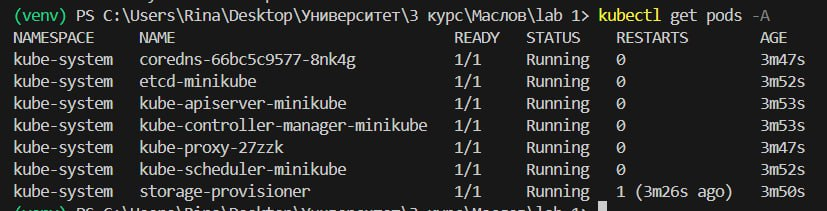 (venv) PS C:\Users\Rina\Desktop\Университет\3 курс\Маслов\lab 1> kubectl get pods -A
NAMESPACE NAME READY STATUS RESTARTS AGE
kube-system coredns-66bc5c9577-8nk4g 1/1 Running 0 3m47s
kube-system etcd-minikube 1/1 Running 0 3m52s
kube-system kube-apiserver-minikube 1/1 Running 0 3m53s
kube-system kube-controller-manager-minikube 1/1 Running 0 3m53s
kube-system kube-proxy-27zzk 1/1 Running 0 3m47s
kube-system kube-scheduler-minikube 1/1 Running 0 3m52s
kube-system storage-provisioner 1/1 Running 1 (3m26s ago) 3m50s
(venv) PS C:\Users\Rina\Desktop\Университет\3 курс\Маслов\lab 1>